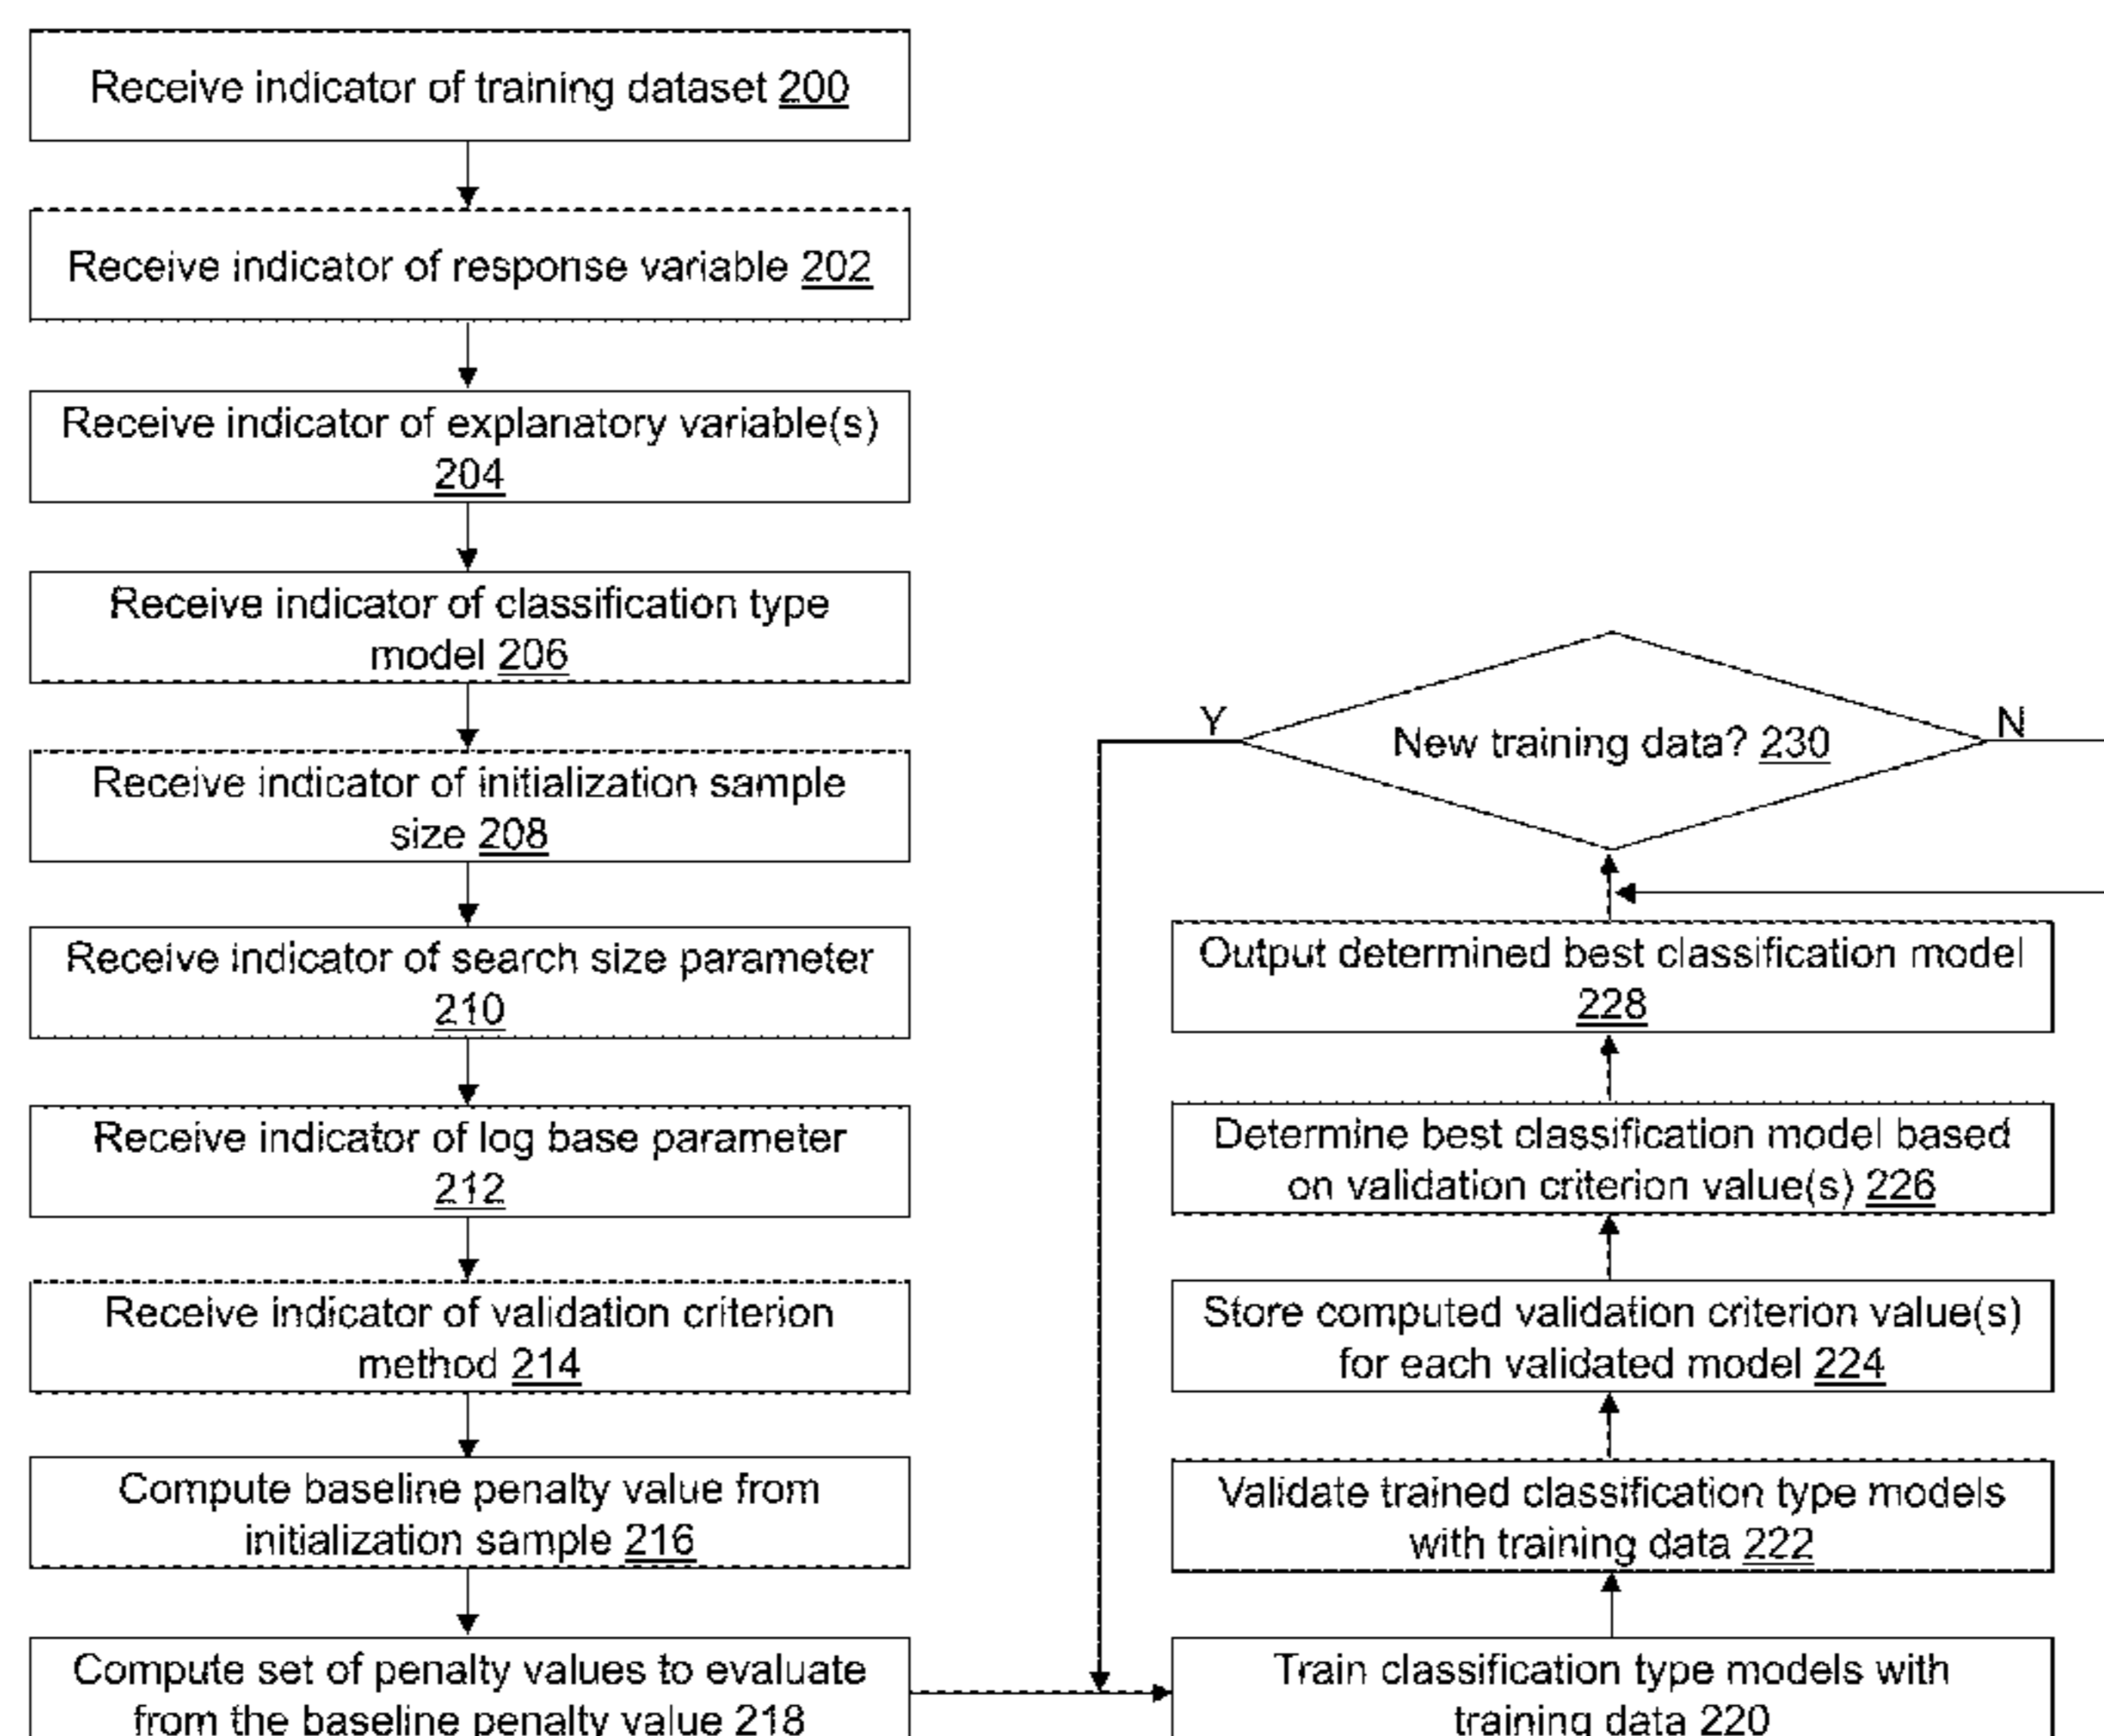 Receive indicator of training dataset 200
Receive indicator of response variable 202
Receive indicator of explanatory variable(s)
204
Receive indicator of classification type
model 206
Receive indicator of initialization sample
size 208
Receive indicator of search size parameter
210
Receive indicator of log base parameter
212
Receive indicator of validation criterion
method 214
Compute baseline penalty value from
initialization sample 216
Compute set of penalty values to evaluate
from the baseline penalty value 218
Y
New training data? 230
N
Output determined best classification model
228
Determine best classification model based
on validation criterion value(s) 226
Store computed validation criterion value(s)
for each validated model 224
Validate trained classification type models
with training data 222
Train classification type models with
training data 220